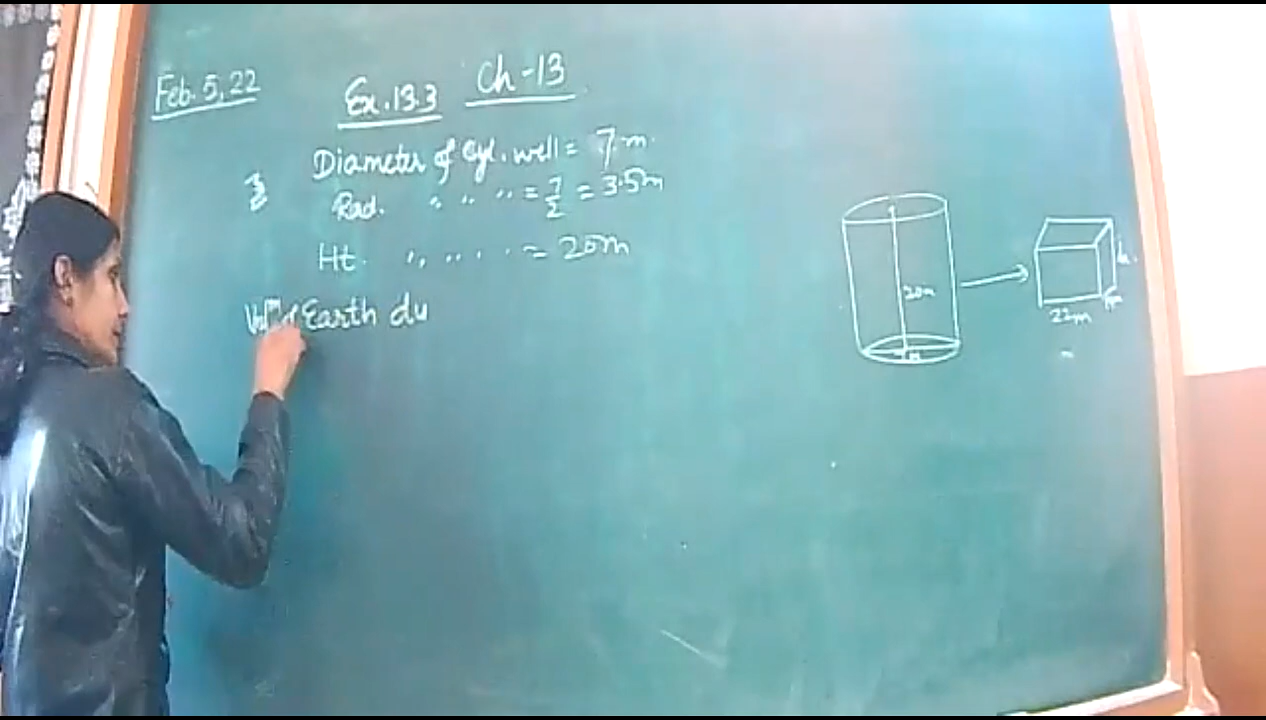 Feb. 5, 22
Ex. 13.3 Ch-13
3 Diameter of Cyl. well = 7 m.
Rad. " " " = 7/2 = 3.5m
Ht. " " " = 20m
Vol^m of Earth du
20m
7m
h
22m